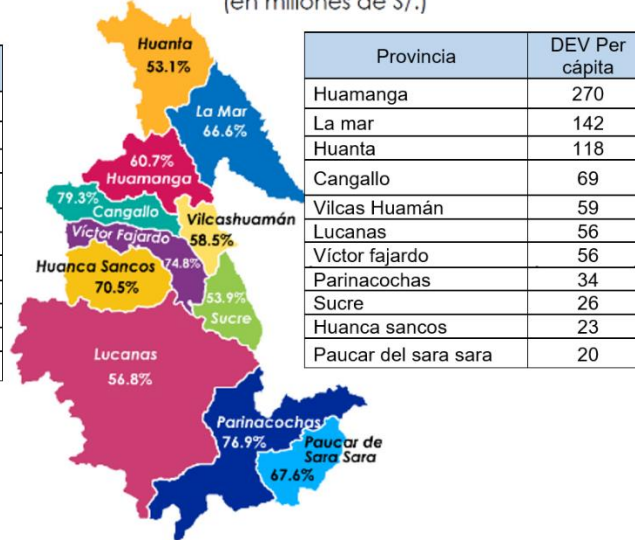 (en millones de S/.)
Huanta
53.1%
La Mar
66.6%
60.7%
Huamanga
79.3%
Cangallo
Vilcashuamán
58.5%
Víctor Fajardo
74.8%
Huanca Sancos
70.5%
53.9%
Sucre
Lucanas
56.8%
Parinacochas
76.9%
Paucar de
Sara Sara
67.6%
Provincia DEV Per
cápita
Huamanga 270
La mar 142
Huanta 118
Cangallo 69
Vilcas Huamán 59
Lucanas 56
Víctor fajardo 56
Parinacochas 34
Sucre 26
Huanca sancos 23
Paucar del sara sara 20